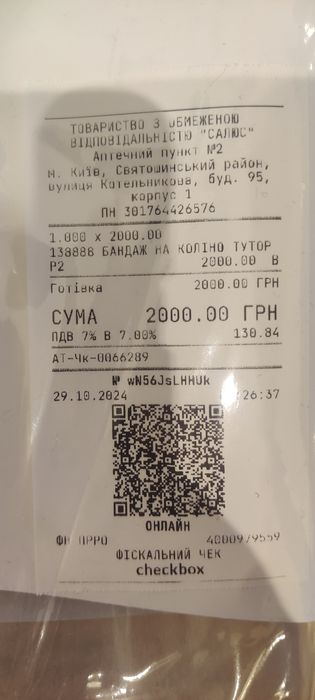 ТОВАРИСТВО З ОБМЕЖЕНОЮ
ВІДПОВІДАЛЬНІСТЮ "САЛЮС"
Аптечний пункт №2
м. Київ, Святошинський район,
вулиця Котельникова, буд. 95,
корпус 1
ПН 301764426576
1.000 x 2000.00
138888 БАНДАЖ НА КОЛІНО ТУТОР
Р2 2000.00 В
Готівка 2000.00 ГРН
СУМА 2000.00 ГРН
ПДВ 7% В 7.00% 130.84
АТ-Чк-0066289
№ wN56JsLHHUk
29.10.2024 26:37
ОНЛАЙН
ФН ПРРО 4000979559
ФІСКАЛЬНИЙ ЧЕК
checkbox